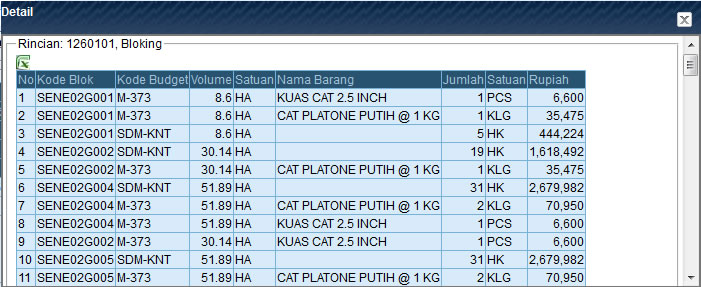 Detail
Rincian: 1260101, Bloking
No Kode Blok Kode Budget Volume Satuan Nama Barang Jumlah Satuan Rupiah
1 SENE02G001 M-373 8.6 HA KUAS CAT 2.5 INCH 1 PCS 6,600
2 SENE02G001 M-373 8.6 HA CAT PLATONE PUTIH @ 1 KG 1 KLG 35,475
3 SENE02G001 SDM-KNT 8.6 HA 5 HK 444,224
4 SENE02G002 SDM-KNT 30.14 HA 19 HK 1,618,492
5 SENE02G002 M-373 30.14 HA CAT PLATONE PUTIH @ 1 KG 1 KLG 35,475
6 SENE02G004 SDM-KNT 51.89 HA 31 HK 2,679,982
7 SENE02G004 M-373 51.89 HA CAT PLATONE PUTIH @ 1 KG 2 KLG 70,950
8 SENE02G004 M-373 51.89 HA KUAS CAT 2.5 INCH 1 PCS 6,600
9 SENE02G002 M-373 30.14 HA KUAS CAT 2.5 INCH 1 PCS 6,600
10 SENE02G005 SDM-KNT 51.89 HA 31 HK 2,679,982
11 SENE02G005 M-373 51.89 HA CAT PLATONE PUTIH @ 1 KG 2 KLG 70,950